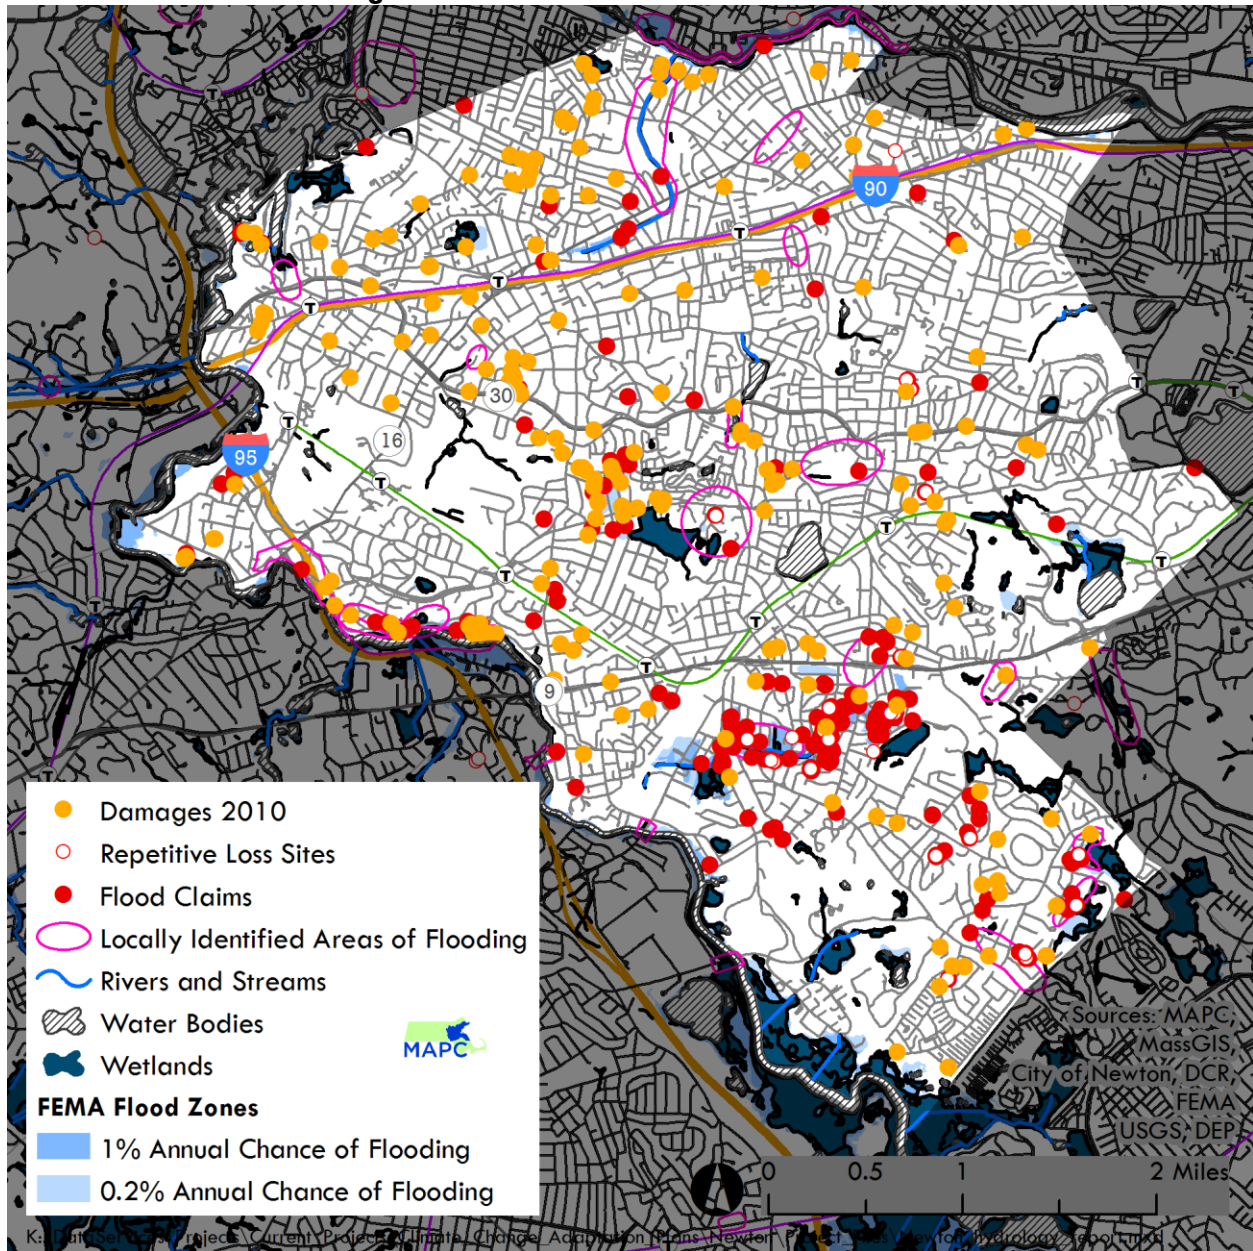 T
T
90
T
T
T
T
T
30
T
16
95
T
T
T
T
T
T
T
9
T
Damages 2010
Repetitive Loss Sites
Flood Claims
Locally Identified Areas of Flooding
Rivers and Streams
Water Bodies
Wetlands
MAPC
FEMA Flood Zones
1% Annual Chance of Flooding
0.2% Annual Chance of Flooding
Sources: MAPC,
MassGIS,
City of Newton, DCR,
FEMA
USGS, DEP
0 0.5 1 2 Miles